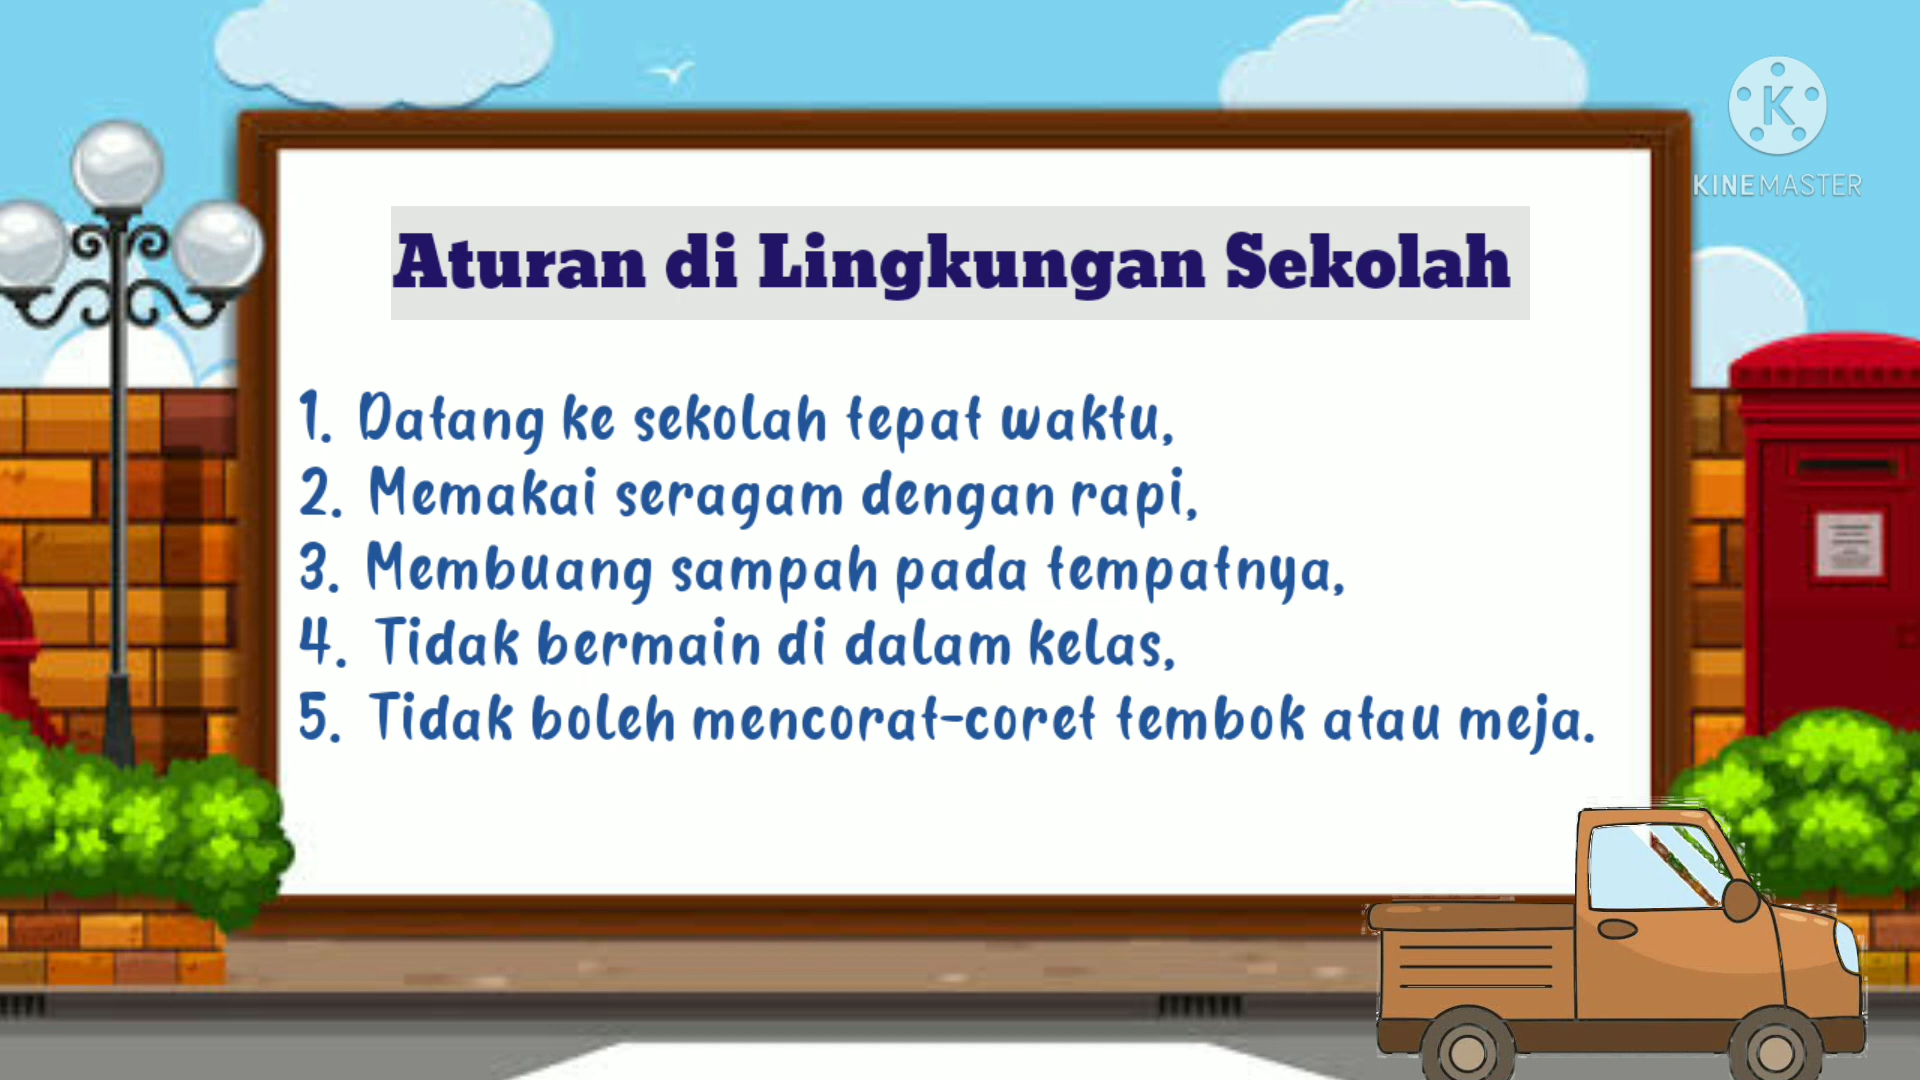 KINEMASTER
Aturan di Lingkungan Sekolah
1. Datang ke sekolah tepat waktu,
2. Memakai seragam dengan rapi,
3. Membuang sampah pada tempatnya,
4. Tidak bermain di dalam kelas,
5. Tidak boleh mencorat-coret tembok atau meja.